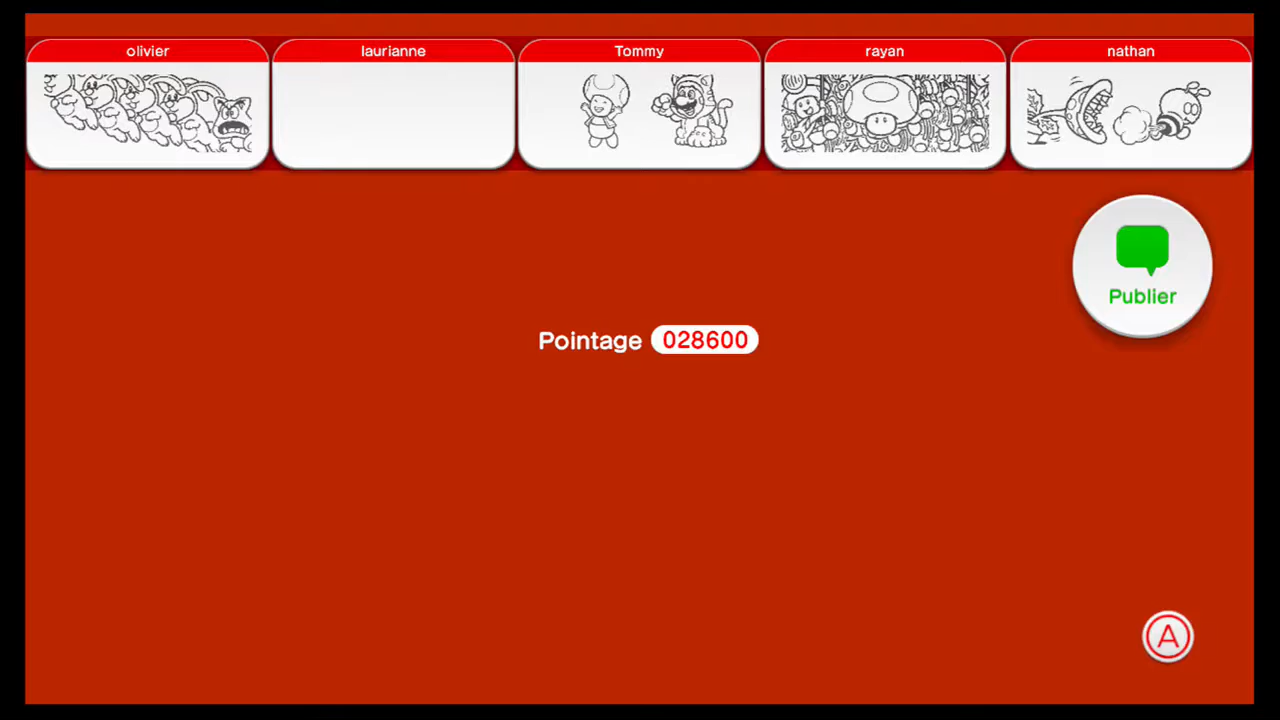 olivier
laurianne
Tommy
rayan
nathan
Publier
Pointage 028600
A